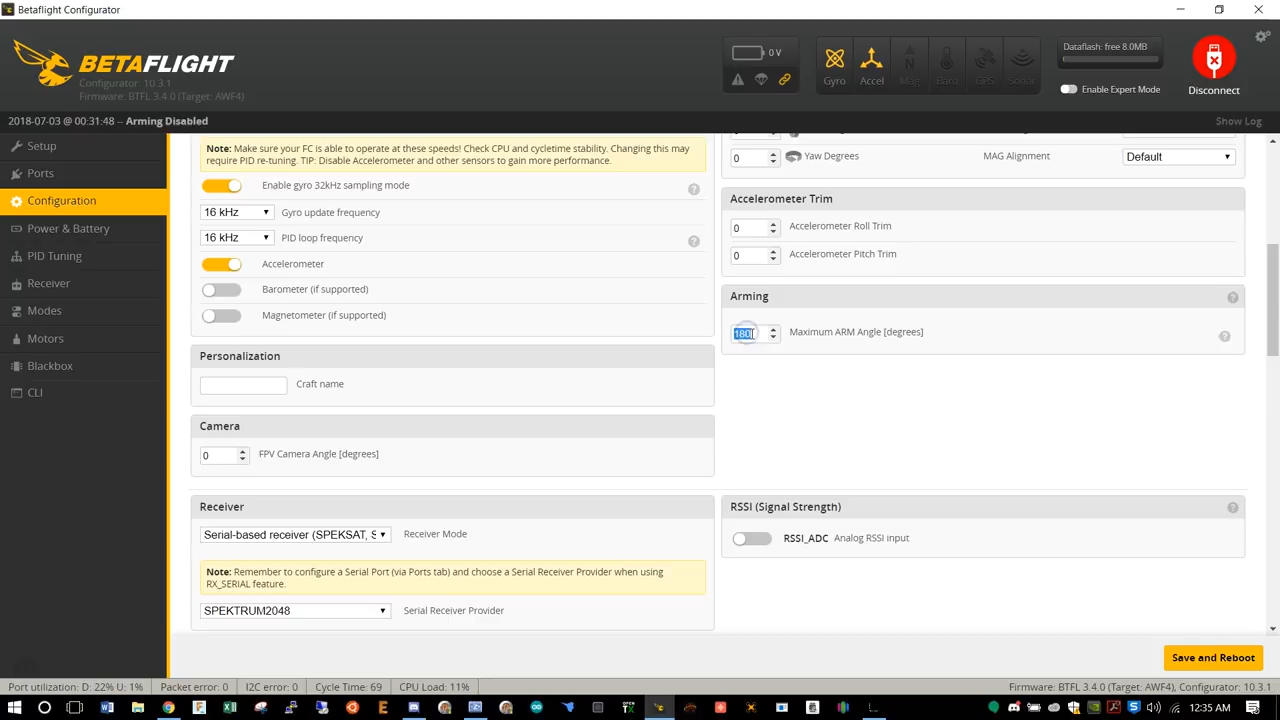 Betaflight Configurator
BETAFLIGHT
Configurator: 10.3.1
Firmware: BTFL 3.4.0 (Target: AWF4)
0 V
Gyro
Accel
Mag
Baro
GPS
Sonar
Dataflash: free 8.0MB
Enable Expert Mode
Disconnect
2018-07-03 @ 00:31:48 -- Arming Disabled
Show Log
Setup
Ports
Configuration
Power & Battery
PID Tuning
Receiver
Modes
Motors
Blackbox
CLI
Note: Make sure your FC is able to operate at these speeds! Check CPU and cycletime stability. Changing this may
require PID re-tuning. TIP: Disable Accelerometer and other sensors to gain more performance.
Enable gyro 32kHz sampling mode
16 kHz Gyro update frequency
16 kHz PID loop frequency
Accelerometer
Barometer (if supported)
Magnetometer (if supported)
Personalization
Craft name
Camera
0 FPV Camera Angle [degrees]
Receiver
Serial-based receiver (SPEKSAT, S Receiver Mode
Note: Remember to configure a Serial Port (via Ports tab) and choose a Serial Receiver Provider when using
RX_SERIAL feature.
SPEKTRUM2048 Serial Receiver Provider
0 Yaw Degrees MAG Alignment Default
Accelerometer Trim
0 Accelerometer Roll Trim
0 Accelerometer Pitch Trim
Arming
180 Maximum ARM Angle [degrees]
RSSI (Signal Strength)
RSSI_ADC Analog RSSI input
Save and Reboot
Port utilization: D: 22% U: 1% Packet error: 0 I2C error: 0 Cycle Time: 69 CPU Load: 11% Firmware: BTFL 3.4.0 (Target: AWF4), Configurator: 10.3.1
12:35 AM